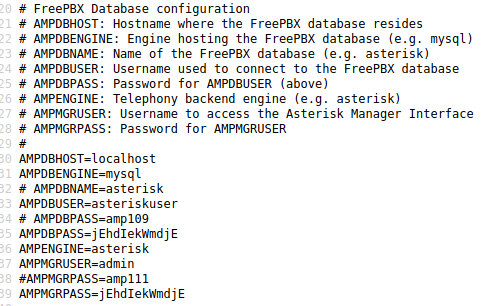 20 # FreePBX Database configuration
21 # AMPDBHOST: Hostname where the FreePBX database resides
22 # AMPDBENGINE: Engine hosting the FreePBX database (e.g. mysql)
23 # AMPDBNAME: Name of the FreePBX database (e.g. asterisk)
24 # AMPDBUSER: Username used to connect to the FreePBX database
25 # AMPDBPASS: Password for AMPDBUSER (above)
26 # AMPENGINE: Telephony backend engine (e.g. asterisk)
27 # AMPMGRUSER: Username to access the Asterisk Manager Interface
28 # AMPMGRPASS: Password for AMPMGRUSER
29 #
30 AMPDBHOST=localhost
31 AMPDBENGINE=mysql
32 # AMPDBNAME=asterisk
33 AMPDBUSER=asteriskuser
34 # AMPDBPASS=amp109
35 AMPDBPASS=jEhdIekWmdjE
36 AMPENGINE=asterisk
37 AMPMGRUSER=admin
38 #AMPMGRPASS=amp111
39 AMPMGRPASS=jEhdIekWmdjE